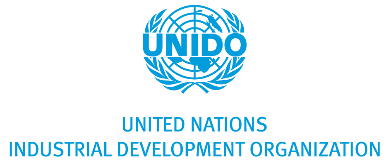 UNIDO
UNITED NATIONS
INDUSTRIAL DEVELOPMENT ORGANIZATION